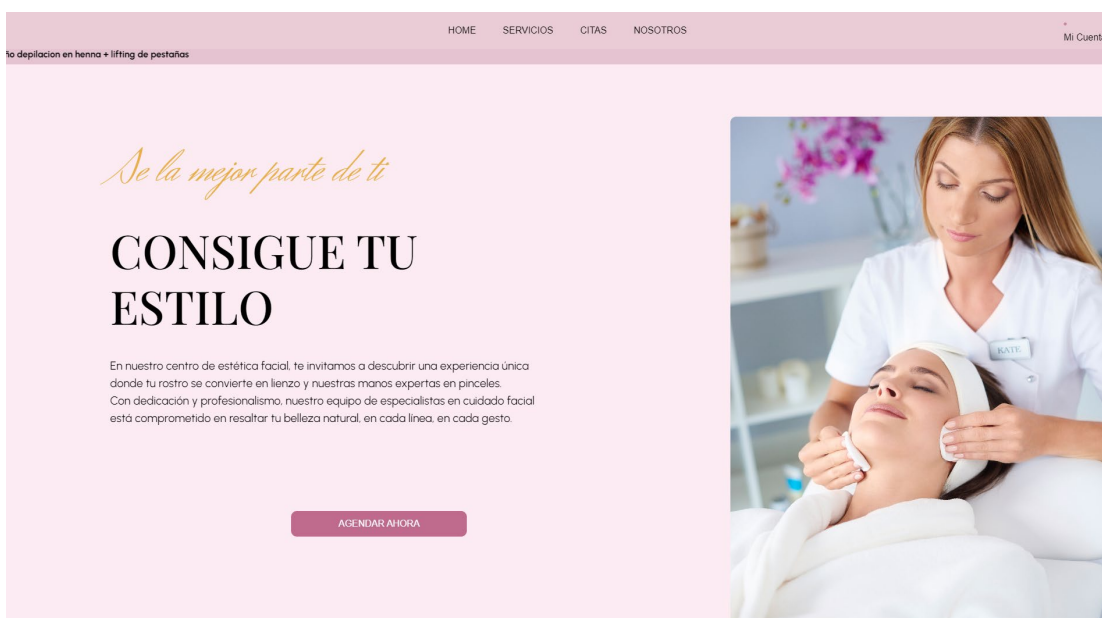 HOME SERVICIOS CITAS NOSOTROS
Mi Cuenta
depilacion en henna + lifting de pestañas
Se la mejor parte de ti
CONSIGUE TU
ESTILO
En nuestro centro de estética facial, te invitamos a descubrir una experiencia única
donde tu rostro se convierte en lienzo y nuestras manos expertas en pinceles.
Con dedicación y profesionalismo, nuestro equipo de especialistas en cuidado facial
está comprometido en resaltar tu belleza natural, en cada línea, en cada gesto.
AGENDAR AHORA
KATE